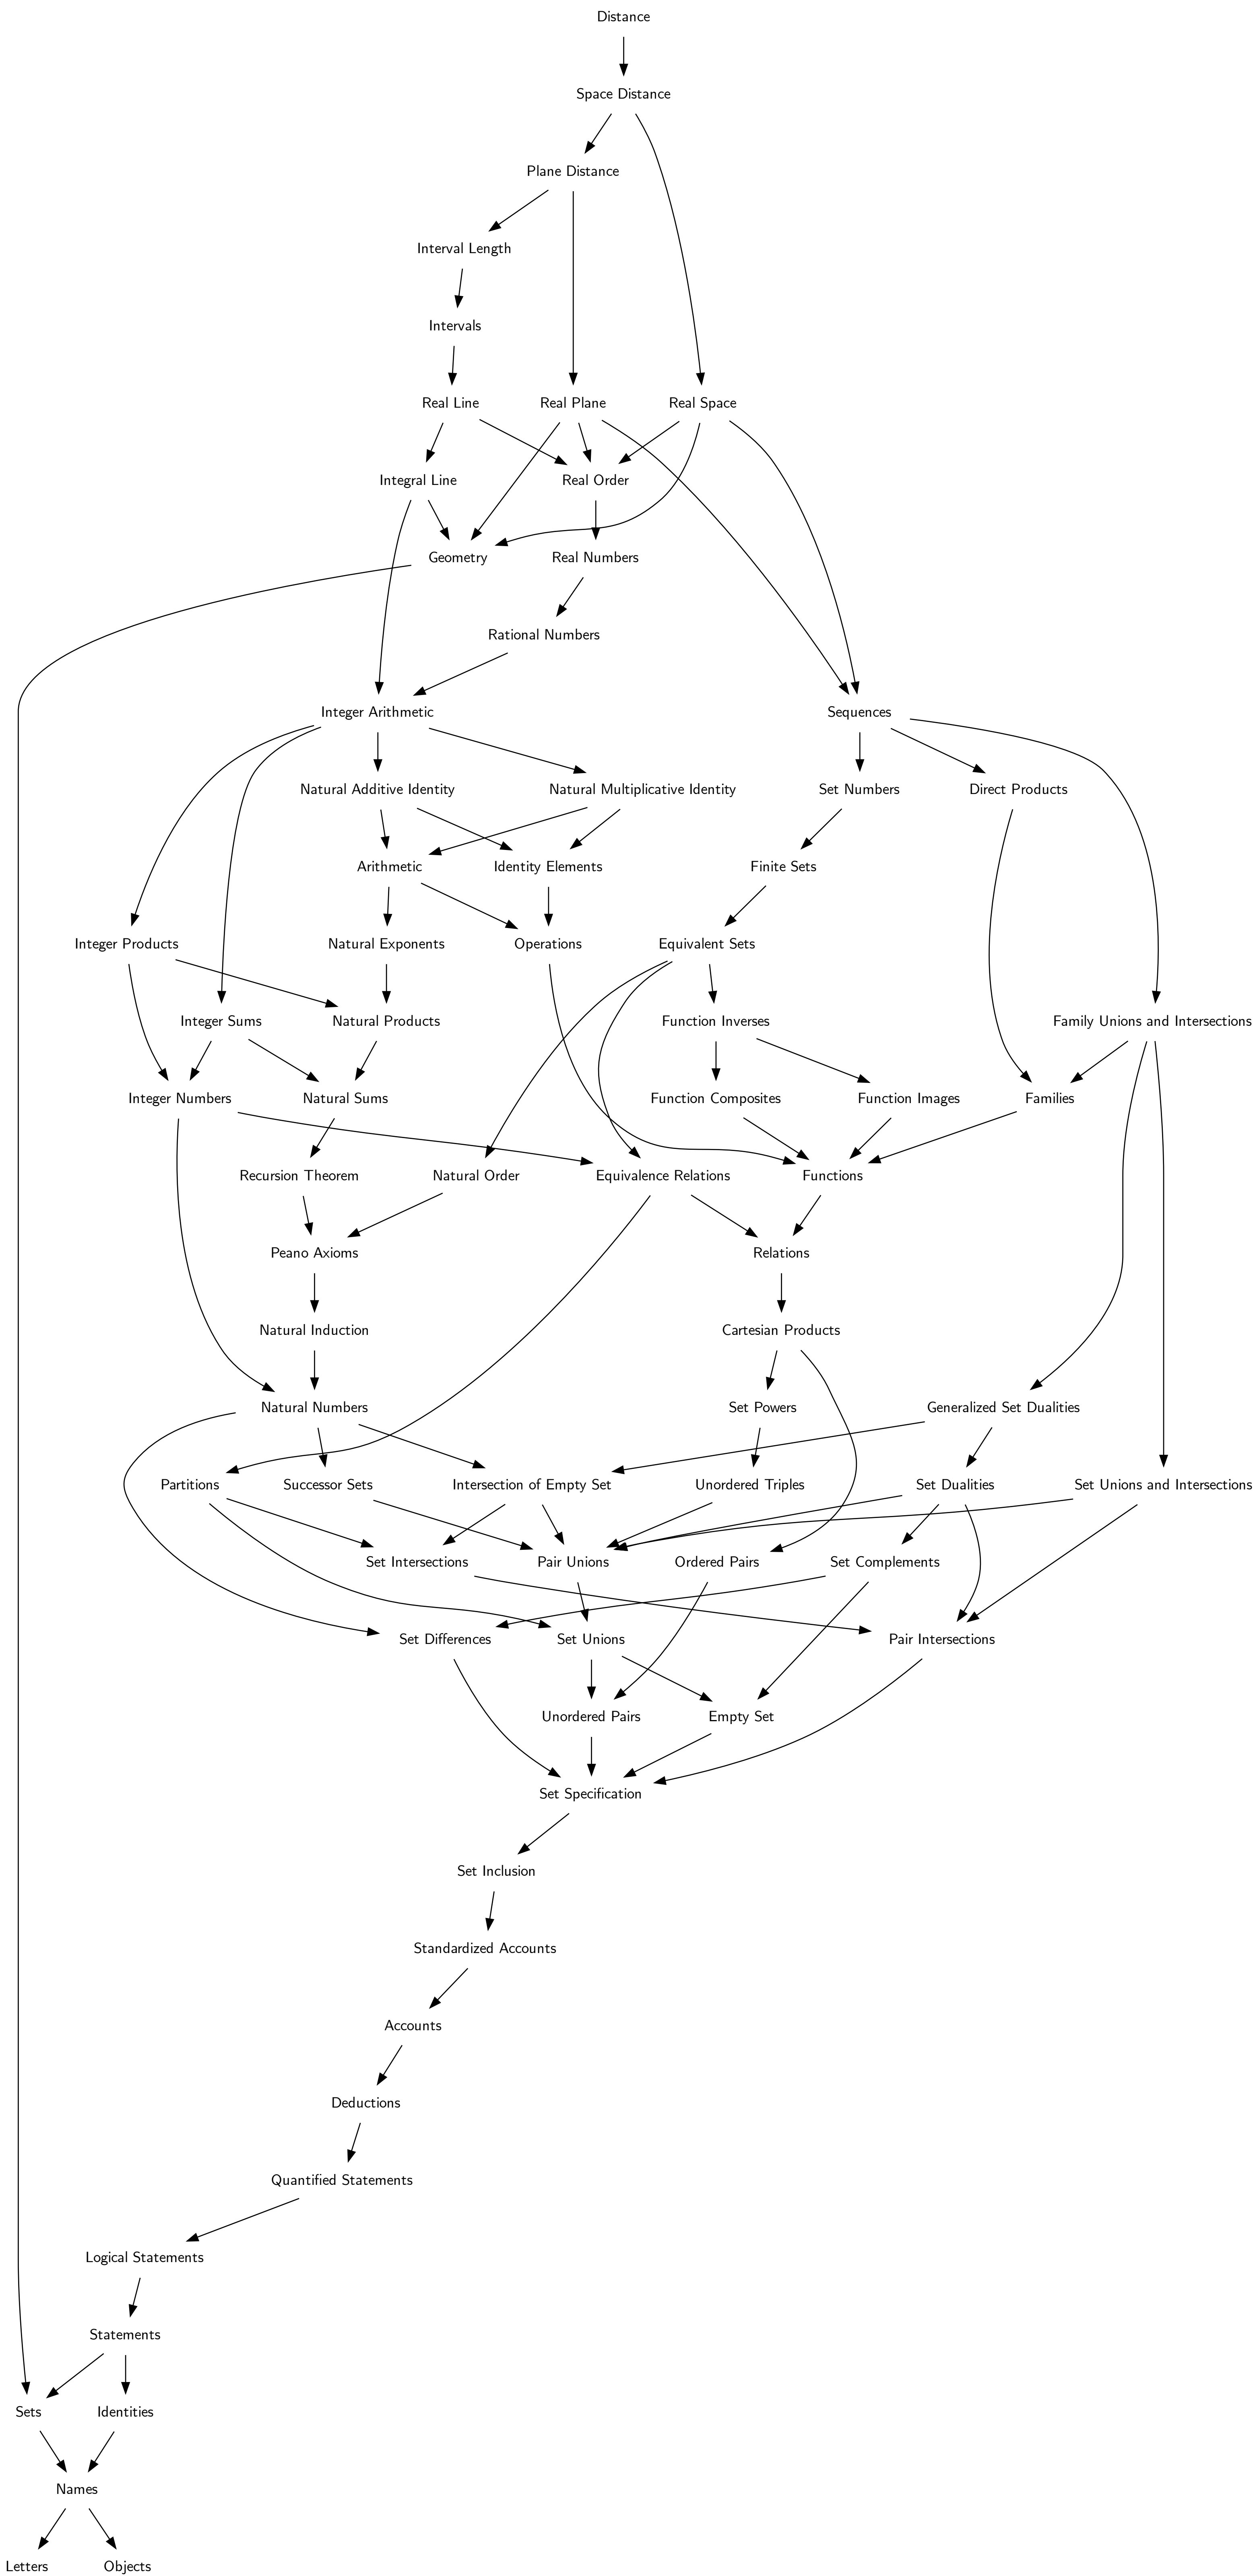 Distance
Space Distance
Plane Distance
Interval Length
Intervals
Real Line
Real Plane
Real Space
Integral Line
Real Order
Geometry
Real Numbers
Rational Numbers
Integer Arithmetic
Sequences
Natural Additive Identity
Natural Multiplicative Identity
Set Numbers
Direct Products
Arithmetic
Identity Elements
Finite Sets
Integer Products
Natural Exponents
Operations
Equivalent Sets
Integer Sums
Natural Products
Function Inverses
Family Unions and Intersections
Integer Numbers
Natural Sums
Function Composites
Function Images
Families
Recursion Theorem
Natural Order
Equivalence Relations
Functions
Peano Axioms
Relations
Natural Induction
Cartesian Products
Natural Numbers
Set Powers
Generalized Set Dualities
Partitions
Successor Sets
Intersection of Empty Set
Unordered Triples
Set Dualities
Set Unions and Intersections
Set Intersections
Pair Unions
Ordered Pairs
Set Complements
Set Differences
Set Unions
Pair Intersections
Unordered Pairs
Empty Set
Set Specification
Set Inclusion
Standardized Accounts
Accounts
Deductions
Quantified Statements
Logical Statements
Statements
Sets
Identities
Names
Letters
Objects